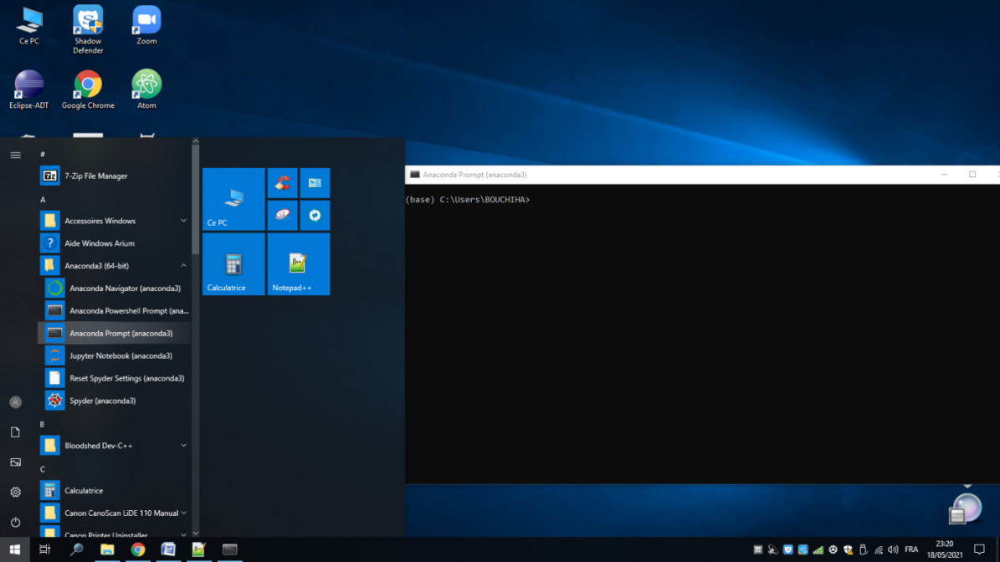 Ce PC
Shadow
Defender
Zoom
Eclipse-ADT
Google Chrome
Atom
#
7-Zip File Manager
A
Accessoires Windows
Aide Windows Arium
Anaconda3 (64-bit)
Anaconda Navigator (anaconda3)
Anaconda Powershell Prompt (ana...
Anaconda Prompt (anaconda3)
Jupyter Notebook (anaconda3)
Reset Spyder Settings (anaconda3)
Spyder (anaconda3)
B
Bloodshed Dev-C++
C
Calculatrice
Canon CanoScan LiDE 110 Manual
Canon Printer Uninstaller
Ce PC
Calculatrice
Notepad++
Anaconda Prompt (anaconda3)
(base) C:\Users\BOUCHIHA>
FRA
23:20
18/05/2021